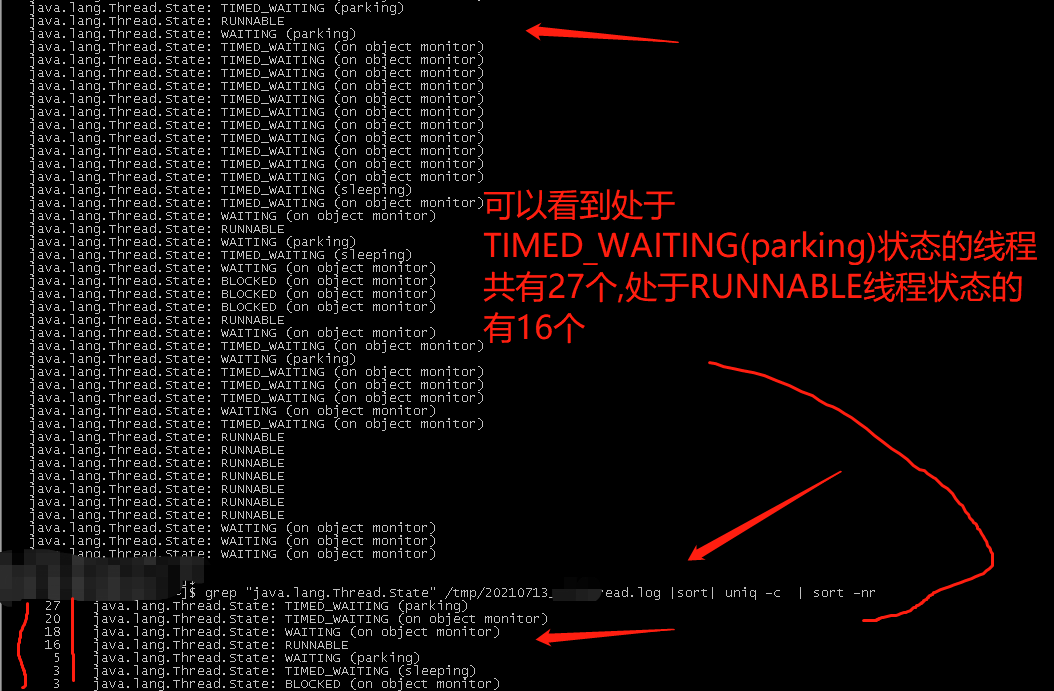 java.lang.Thread.State: TIMED_WAITING (parking)
java.lang.Thread.State: RUNNABLE
java.lang.Thread.State: WAITING (parking)
java.lang.Thread.State: TIMED_WAITING (on object monitor)
java.lang.Thread.State: TIMED_WAITING (on object monitor)
java.lang.Thread.State: TIMED_WAITING (on object monitor)
java.lang.Thread.State: TIMED_WAITING (on object monitor)
java.lang.Thread.State: TIMED_WAITING (on object monitor)
java.lang.Thread.State: TIMED_WAITING (on object monitor)
java.lang.Thread.State: TIMED_WAITING (on object monitor)
java.lang.Thread.State: TIMED_WAITING (on object monitor)
java.lang.Thread.State: TIMED_WAITING (on object monitor)
java.lang.Thread.State: TIMED_WAITING (on object monitor)
java.lang.Thread.State: TIMED_WAITING (on object monitor)
java.lang.Thread.State: TIMED_WAITING (sleeping)
java.lang.Thread.State: TIMED_WAITING (on object monitor)
java.lang.Thread.State: WAITING (on object monitor)
java.lang.Thread.State: RUNNABLE
java.lang.Thread.State: WAITING (parking)
java.lang.Thread.State: TIMED_WAITING (sleeping)
java.lang.Thread.State: WAITING (on object monitor)
java.lang.Thread.State: BLOCKED (on object monitor)
java.lang.Thread.State: BLOCKED (on object monitor)
java.lang.Thread.State: BLOCKED (on object monitor)
java.lang.Thread.State: RUNNABLE
java.lang.Thread.State: WAITING (on object monitor)
java.lang.Thread.State: TIMED_WAITING (on object monitor)
java.lang.Thread.State: WAITING (parking)
java.lang.Thread.State: TIMED_WAITING (on object monitor)
java.lang.Thread.State: TIMED_WAITING (on object monitor)
java.lang.Thread.State: TIMED_WAITING (on object monitor)
java.lang.Thread.State: WAITING (on object monitor)
java.lang.Thread.State: TIMED_WAITING (on object monitor)
java.lang.Thread.State: RUNNABLE
java.lang.Thread.State: RUNNABLE
java.lang.Thread.State: RUNNABLE
java.lang.Thread.State: RUNNABLE
java.lang.Thread.State: RUNNABLE
java.lang.Thread.State: RUNNABLE
java.lang.Thread.State: RUNNABLE
java.lang.Thread.State: WAITING (on object monitor)
java.lang.Thread.State: WAITING (on object monitor)
java.lang.Thread.State: WAITING (on object monitor)
可以看到处于
TIMED_WAITING(parking)状态的线程
共有27个,处于RUNNABLE线程状态的
有16个
]$ grep "java.lang.Thread.State" /tmp/20210713_ read.log |sort| uniq -c | sort -nr
27 java.lang.Thread.State: TIMED_WAITING (parking)
20 java.lang.Thread.State: TIMED_WAITING (on object monitor)
18 java.lang.Thread.State: WAITING (on object monitor)
16 java.lang.Thread.State: RUNNABLE
5 java.lang.Thread.State: WAITING (parking)
3 java.lang.Thread.State: TIMED_WAITING (sleeping)
3 java.lang.Thread.State: BLOCKED (on object monitor)